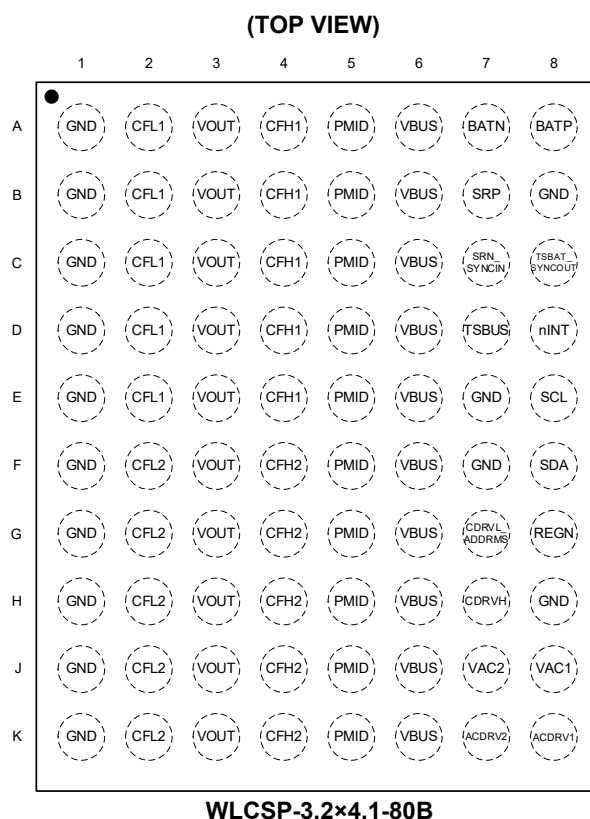 (TOP VIEW)
1 2 3 4 5 6 7 8
A GND CFL1 VOUT CFH1 PMID VBUS BATN BATP
B GND CFL1 VOUT CFH1 PMID VBUS SRP GND
C GND CFL1 VOUT CFH1 PMID VBUS SRN_ SYNCIN TSBAT_ SYNCOUT
D GND CFL1 VOUT CFH1 PMID VBUS TSBUS nINT
E GND CFL1 VOUT CFH1 PMID VBUS GND SCL
F GND CFL2 VOUT CFH2 PMID VBUS GND SDA
G GND CFL2 VOUT CFH2 PMID VBUS CDRVL_ ADDRMS REGN
H GND CFL2 VOUT CFH2 PMID VBUS CDRVH GND
J GND CFL2 VOUT CFH2 PMID VBUS VAC2 VAC1
K GND CFL2 VOUT CFH2 PMID VBUS ACDRV2 ACDRV1
WLCSP-3.2×4.1-80B